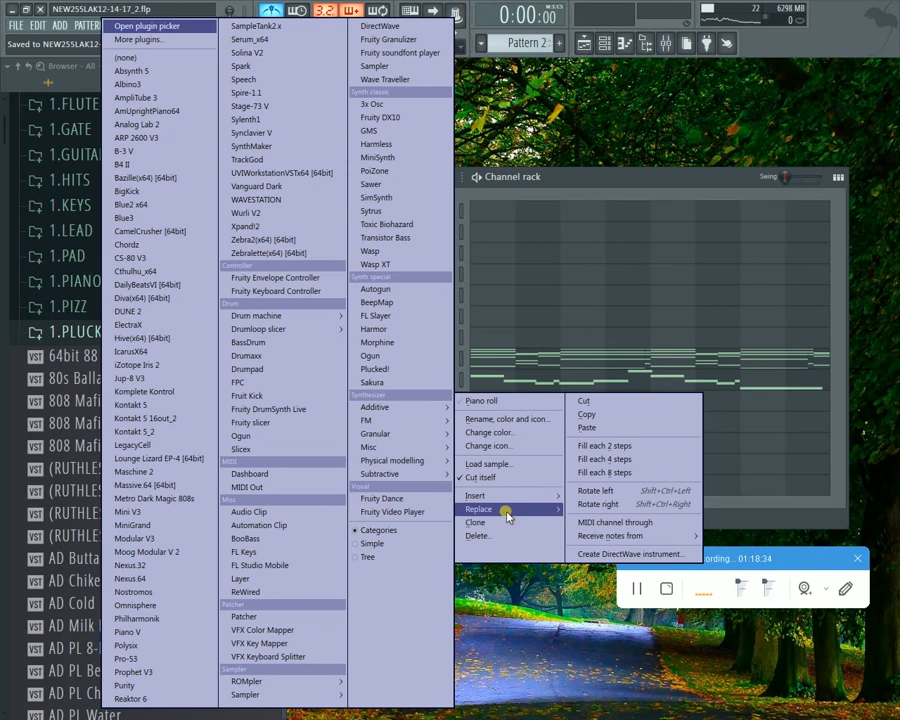 FILE EDIT ADD PATTER
Saved to NEW255LAK12-14-17_2.flp
Browser - All
1.FLUTE
1.GATE
1.GUITA
1.HITS
1.KEYS
1.LEAD
1.PAD
1.PIANO
1.PIZZ
1.PLUCK
64bit 88
80s Balla
808 Mafi
808 Mafi
808 Mafi
(RUTHLE
(RUTHLE
(RUTHLE
(RUTHLE
AD Butta
AD Chike
AD Cold
AD Milk
AD PL 8-
AD PL Be
AD PL Ch
AD PL Water
Open plugin picker
More plugins...
(none)
Absynth 5
Albino3
AmpliTube 3
AmUprightPiano64
Analog Lab 2
ARP 2600 V3
B-3 V
B4 II
Bazille(x64) [64bit]
BigKick
Blue2 x64
Blue3
CamelCrusher [64bit]
Chordz
CS-80 V3
Cthulhu_x64
DailyBeatsVI [64bit]
Diva(x64) [64bit]
DUNE 2
ElectraX
Hive(x64) [64bit]
IcarusX64
iZotope Iris 2
Jup-8 V3
Komplete Kontrol
Kontakt 5
Kontakt 5 16out_2
Kontakt 5_2
LegacyCell
Lounge Lizard EP-4 [64bit]
Maschine 2
Massive
Metro Dark Magic 808s
Mini V3
MiniGrand
Modular V3
Moog Modular V 2
Nexus.32
Nexus.64
Nostromos
Omnisphere
Philharmonik
Piano V
Polysix
Pro-53
Prophet V3
Purity
Reaktor 6
SampleTank2.x
Serum_x64
Solina V2
Spark
Speech
Spire-1.1
Stage-73 V
Sylenth1
Synclavier V
SynthMaker
TrackGod
UVIWorkstationVSTx64 [64bit]
Vanguard Dark
WAVESTATION
Wurli V2
Xpand!2
Zebra2(x64) [64bit]
Zebralette(x64) [64bit]
Controller
Fruity Envelope Controller
Fruity Keyboard Controller
Drum
Drum machine
Drumloop slicer
BassDrum
Drumaxx
Drumpad
FPC
Fruit Kick
Fruity DrumSynth Live
Fruity slicer
Ogun
Slicex
MIDI
Dashboard
MIDI Out
Misc
Audio Clip
Automation Clip
BooBass
FL Keys
FL Studio Mobile
Layer
ReWired
Patcher
Patcher
VFX Color Mapper
VFX Key Mapper
VFX Keyboard Splitter
Sampler
ROMpler
Sampler
DirectWave
Fruity Granulizer
Fruity soundfont player
Sampler
Wave Traveller
Synth classic
3x Osc
Fruity DX10
GMS
Harmless
MiniSynth
PoiZone
Sawer
SimSynth
Sytrus
Toxic Biohazard
Transistor Bass
Wasp
Wasp XT
Synth special
Autogun
BeepMap
FL Slayer
Harmor
Morphine
Ogun
Plucked!
Sakura
Synthesizer
Additive
FM
Granular
Misc
Physical modelling
Subtractive
Visual
Fruity Dance
Fruity Video Player
Categories
Simple
Tree
3.2
0:00:00
M:S:CS
22
6298 MB
0
Pattern 2
Channel rack
Swing
Piano roll
Rename, color and icon...
Change color...
Change icon...
Load sample...
Cut itself
Insert
Replace
Clone
Delete...
Cut
Copy
Paste
Fill each 2 steps
Fill each 4 steps
Fill each 8 steps
Rotate left Shift+Ctrl+Left
Rotate right Shift+Ctrl+Right
MIDI channel through
Receive notes from
Create DirectWave instrument...
cording... 01:18:34